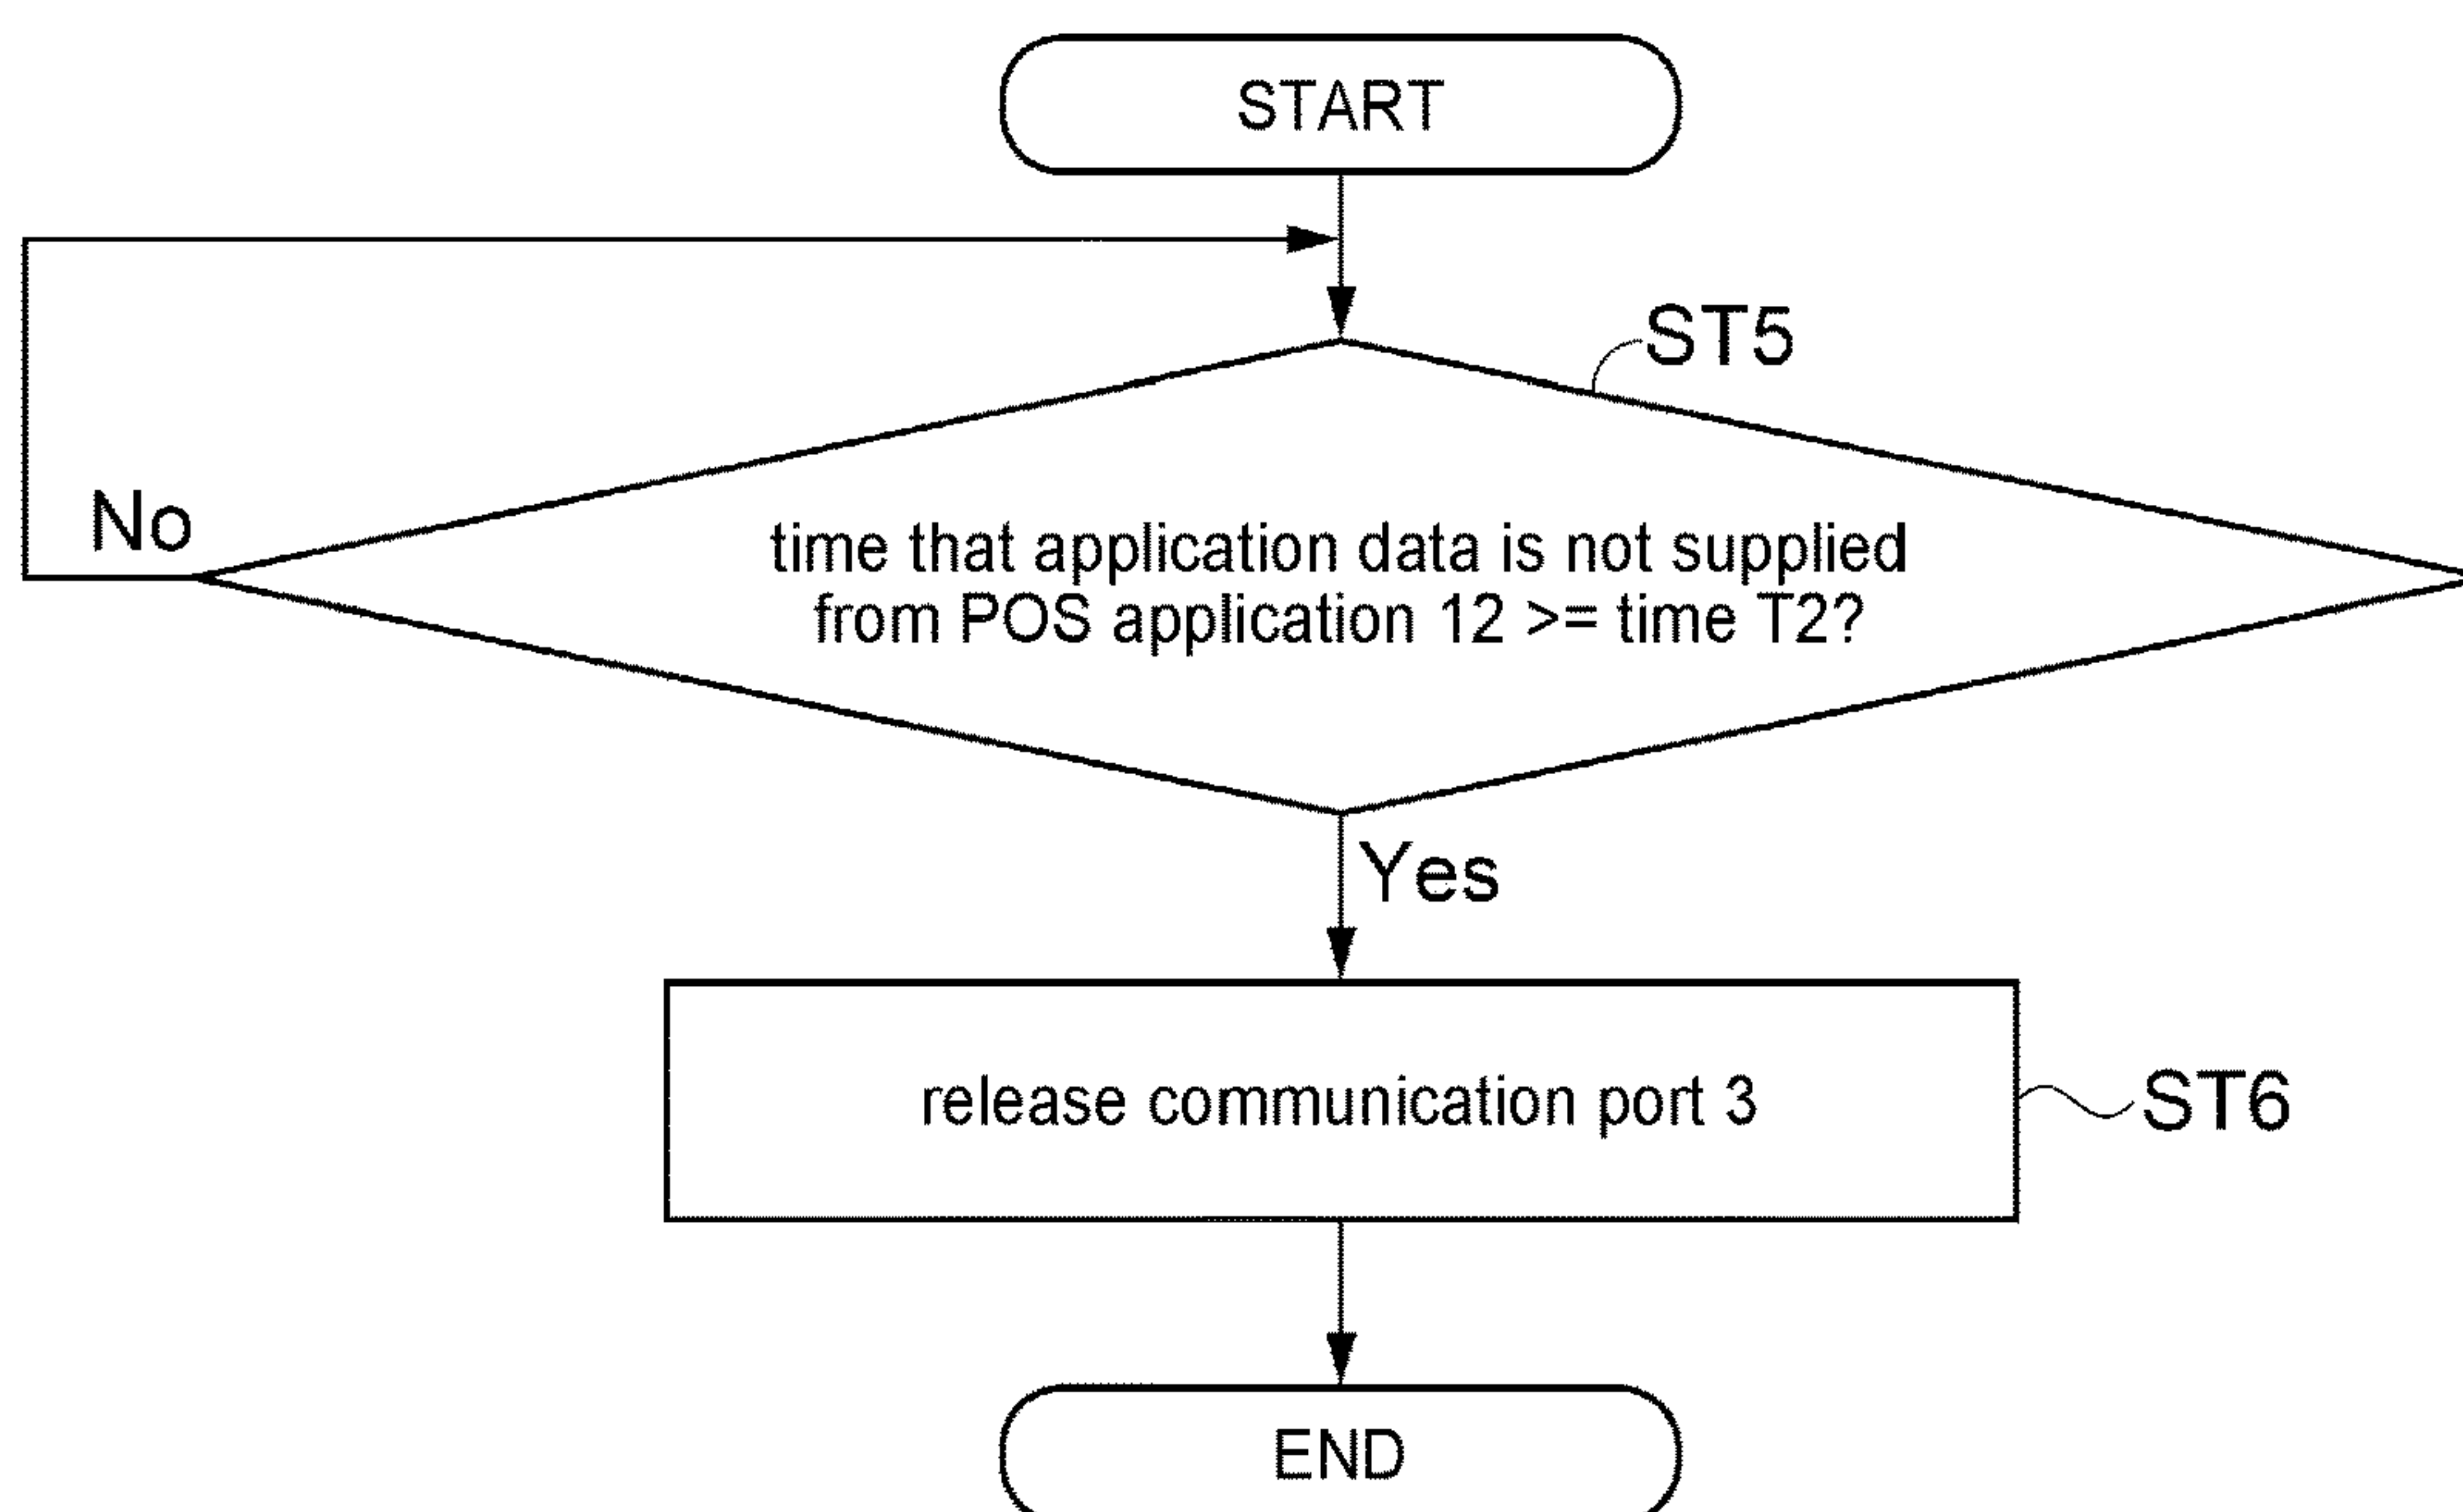 START
ST5
No
time that application data is not supplied
from POS application 12 >= time T2?
Yes
release communication port 3
ST6
END